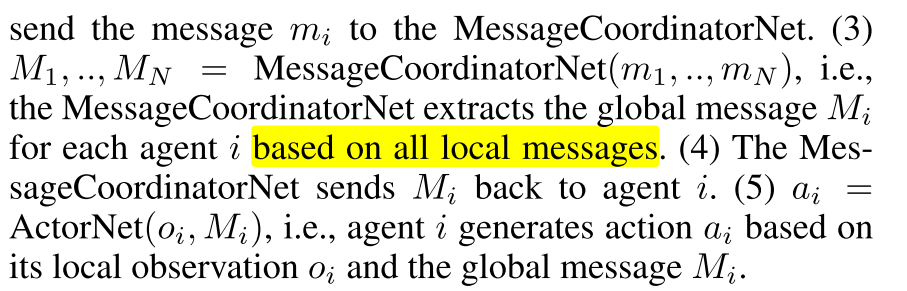 send the message m_i to the MessageCoordinatorNet. (3)
M_1, .., M_N = MessageCoordinatorNet(m_1, .., m_N), i.e.,
the MessageCoordinatorNet extracts the global message M_i
for each agent i based on all local messages. (4) The Mes-
sageCoordinatorNet sends M_i back to agent i. (5) a_i =
ActorNet(o_i, M_i), i.e., agent i generates action a_i based on
its local observation o_i and the global message M_i.